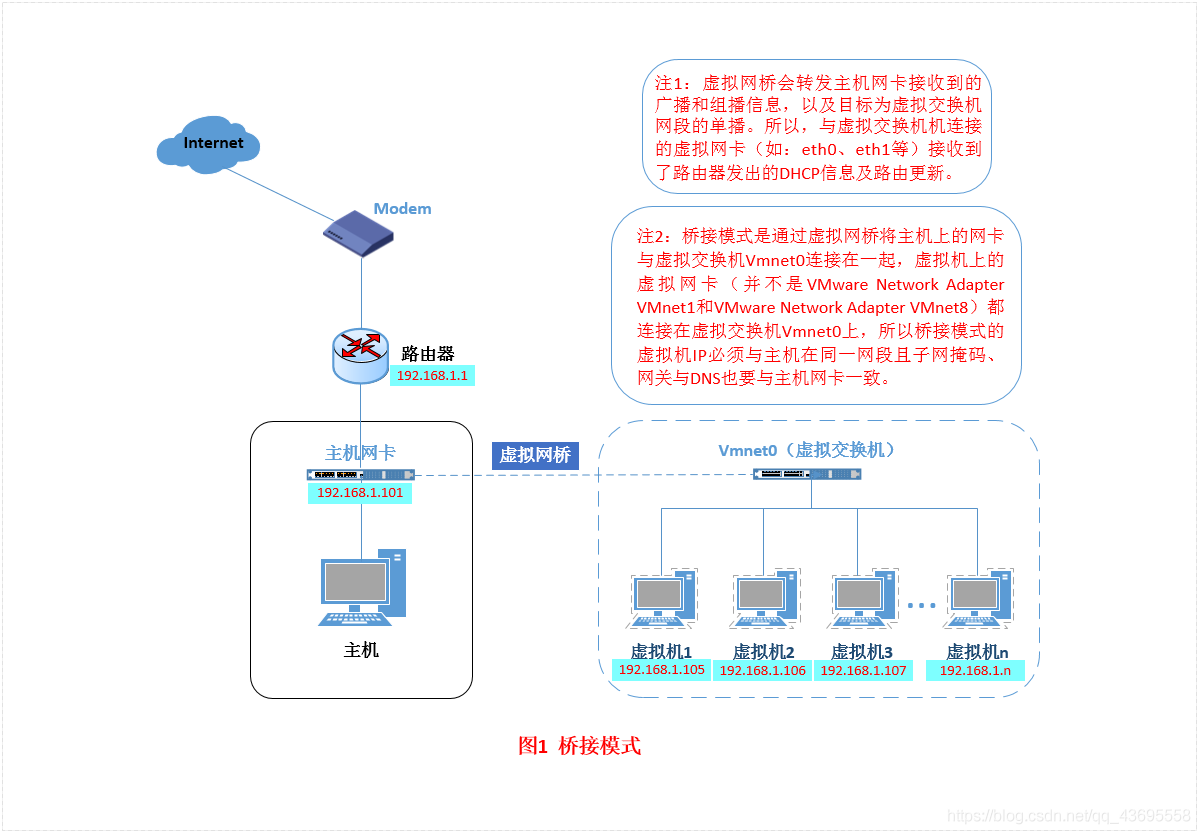 注1：虚拟网桥会转发主机网卡接收到的
广播和组播信息，以及目标为虚拟交换机
网段的单播。所以，与虚拟交换机机连接
的虚拟网卡（如：eth0、eth1等）接收到
了路由器发出的DHCP信息及路由更新。
Internet
Modem
注2：桥接模式是通过虚拟网桥将主机上的网卡
与虚拟交换机Vmnet0连接在一起，虚拟机上的
虚拟网卡（并不是VMware Network Adapter
VMnet1和VMware Network Adapter VMnet8）都
连接在虚拟交换机Vmnet0上，所以桥接模式的
虚拟机IP必须与主机在同一网段且子网掩码、
网关与DNS也要与主机网卡一致。
路由器
192.168.1.1
主机网卡
192.168.1.101
主机
虚拟网桥
Vmnet0（虚拟交换机）
虚拟机1
192.168.1.105
虚拟机2
192.168.1.106
虚拟机3
192.168.1.107
...
虚拟机n
192.168.1.n
图1 桥接模式
https://blog.csdn.net/qq_43695558